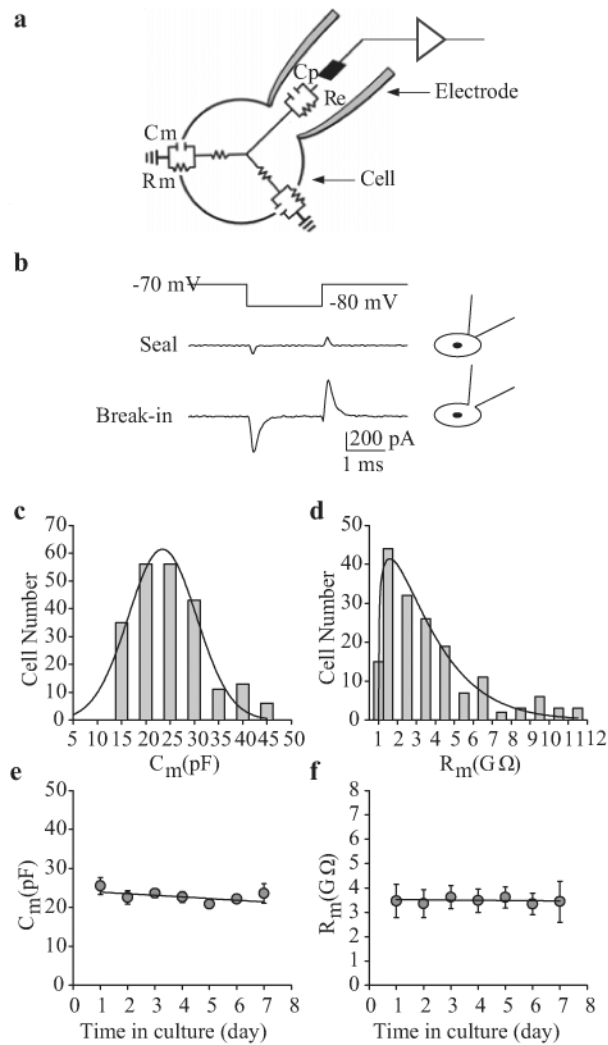 a
Cp
Re
Electrode
Cm
Rm
Cell
b
-70 mV
-80 mV
Seal
Break-in
200 pA
1 ms
c
70
60
50
40
30
20
10
0
Cell Number
5 10 15 20 25 30 35 40 45 50
Cm(pF)
d
50
40
30
20
10
0
Cell Number
1 2 3 4 5 6 7 8 9 10 11 12
Rm(GΩ)
e
50
40
30
20
10
0
Cm(pF)
0 1 2 3 4 5 6 7 8
Time in culture (day)
f
8
7
6
5
4
3
2
1
0
Rm(GΩ)
0 1 2 3 4 5 6 7 8
Time in culture (day)